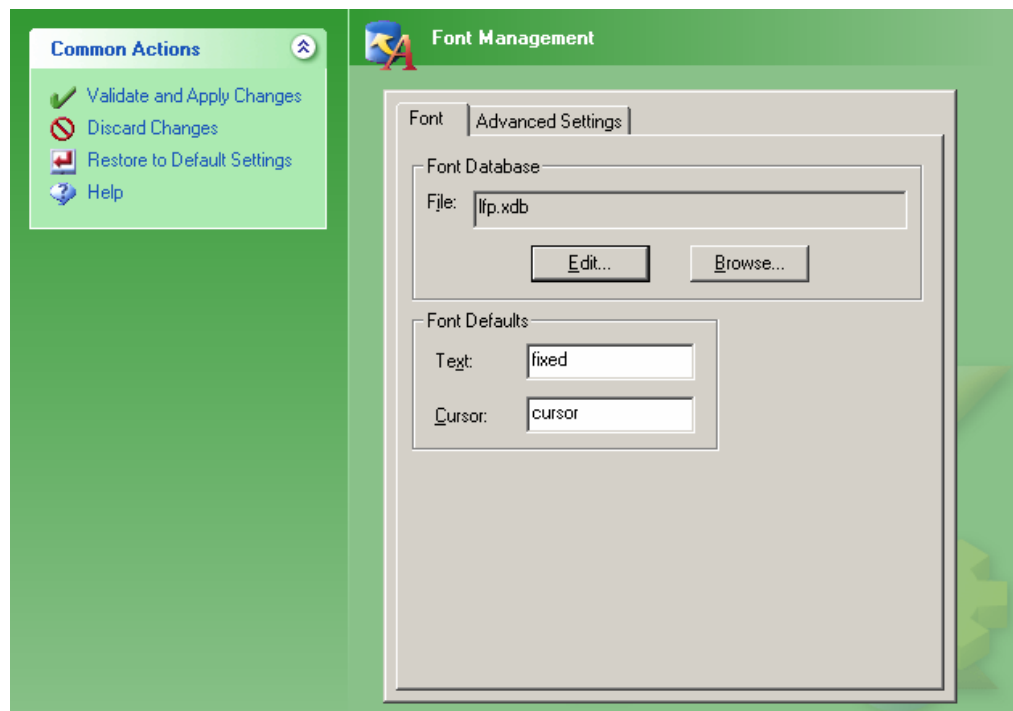 Common Actions
Validate and Apply Changes
Discard Changes
Restore to Default Settings
Help
Font Management
Font
Advanced Settings
Font Database
File:
lfp.xdb
Edit...
Browse...
Font Defaults
Text:
fixed
Cursor:
cursor